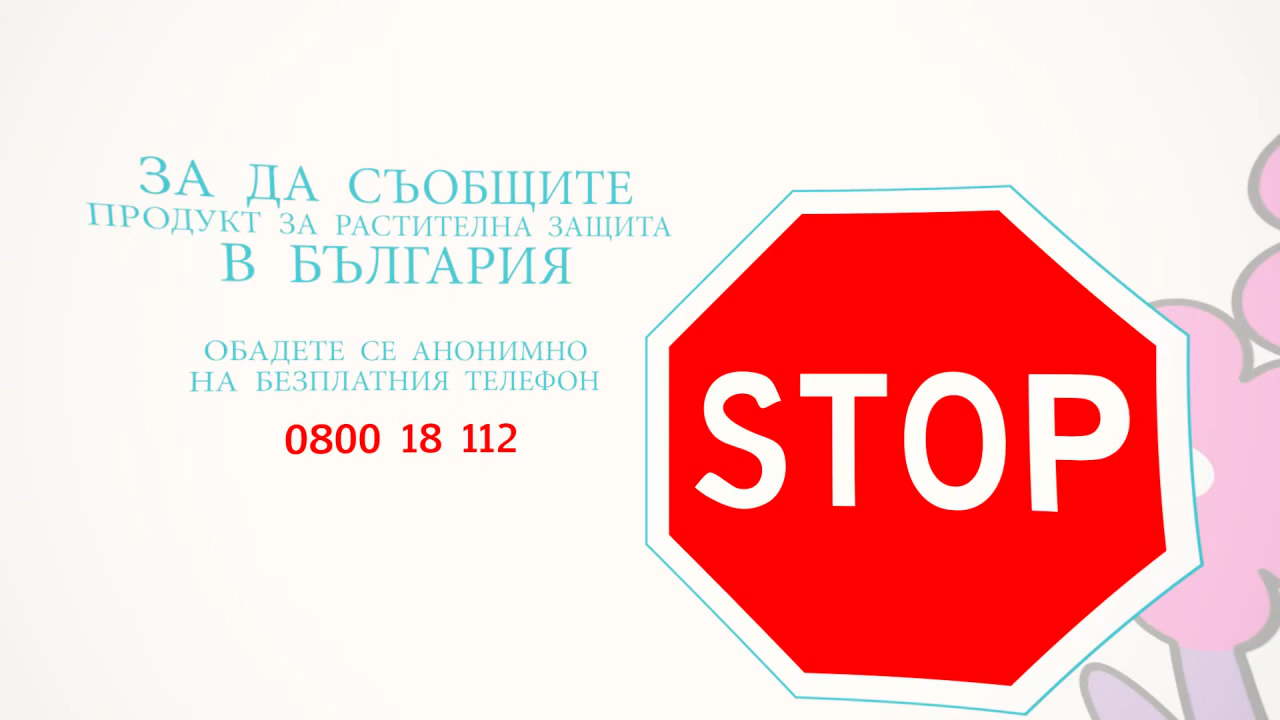 ЗА ДА СЪОБЩИТЕ
ПРОДУКТ ЗА РАСТИТЕЛНА ЗАЩИТА
В БЪЛГАРИЯ
ОБАДЕТЕ СЕ АНОНИМНО
НА БЕЗПЛАТНИЯ ТЕЛЕФОН
0800 18 112
STOP